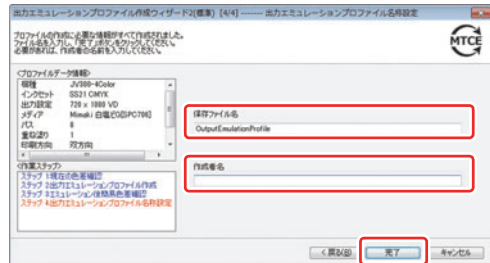 出力エミュレーションプロファイル作成ウィザード2(標準) [4/4] ------- 出力エミュレーションプロファイル名称設定
プロファイルの作成に必要な情報がすべて作成されました。
ファイル名を入力し、「完了」ボタンをクリックしてください。
必要があれば、作成者の名前を入力してください。
MTCE
<プロファイルデータ情報>
機種 JV300-4Color
インクセット SS21 CMYK
出力設定 720 x 1080 VD
メディア Mimaki 白塩ビG[SPC706]
パス 8
重ね塗り 1
印刷方向 双方向
<作業ステップ>
ステップ 1:現在の色差確認
ステップ 2:出力エミュレーションプロファイル作成
ステップ 3:エミュレーション後簡易色差確認
ステップ 4:出力エミュレーションプロファイル名称設定
保存ファイル名
OutputEmulationProfile
作成者名
< 戻る(B) 完了 キャンセル